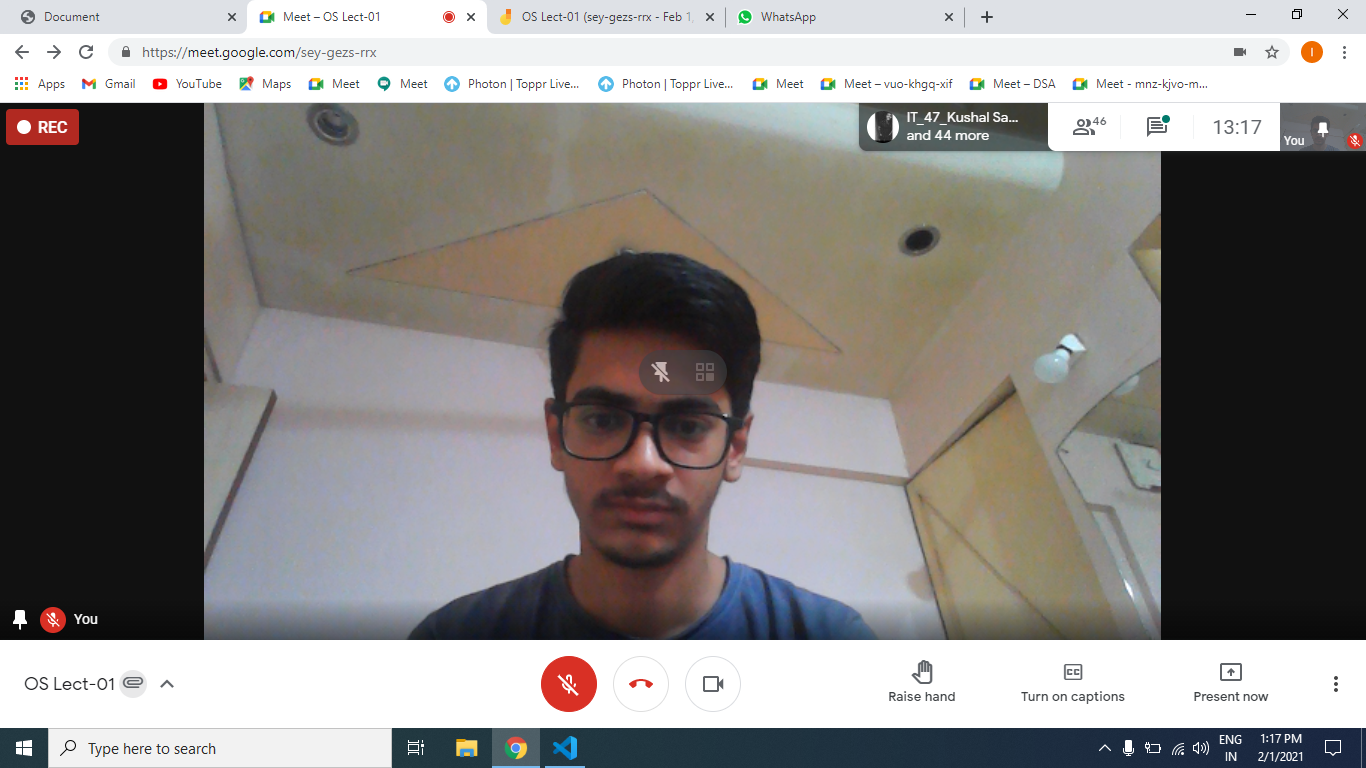 Document
Meet – OS Lect-01
OS Lect-01 (sey-gezs-rrx - Feb 1,
WhatsApp
https://meet.google.com/sey-gezs-rrx
I
Apps
Gmail
YouTube
Maps
Meet
Meet
Photon | Toppr Live...
Photon | Toppr Live...
Meet
Meet – vuo-khgq-xif
Meet – DSA
Meet - mnz-kjvo-m...
REC
IT_47_Kushal Sa...
and 44 more
46
13:17
You
You
OS Lect-01
CC
Raise hand
Turn on captions
Present now
Type here to search
ENG
IN
1:17 PM
2/1/2021